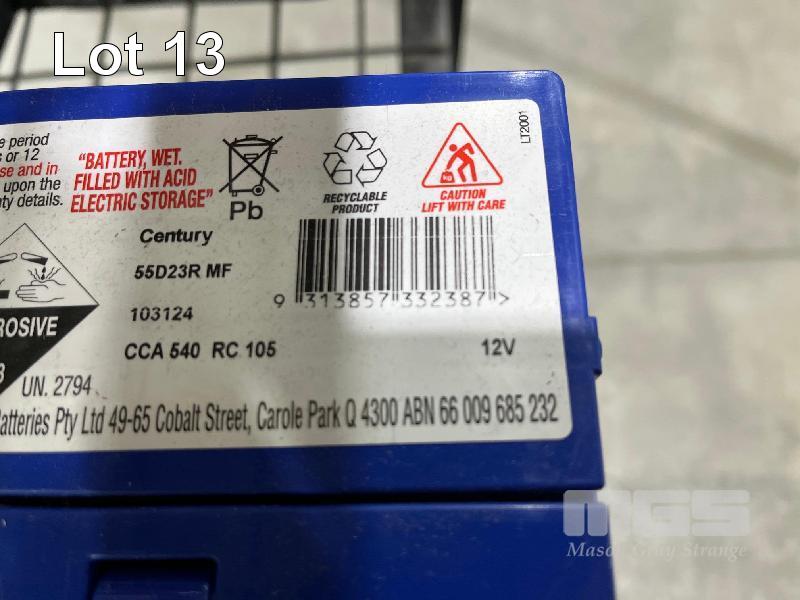 Lot 13
LT2001
e period
s or 12
se and in
upon the
ty details.
"BATTERY, WET.
FILLED WITH ACID
ELECTRIC STORAGE"
Pb
RECYCLABLE
PRODUCT
kg
CAUTION
LIFT WITH CARE
Century
55D23R MF
103124
CCA 540 RC 105
12V
9 313857 332387 >
ROSIVE
8
UN. 2794
Batteries Pty Ltd 49-65 Cobalt Street, Carole Park Q 4300 ABN 66 009 685 232
MGS
Mason Gray Strange